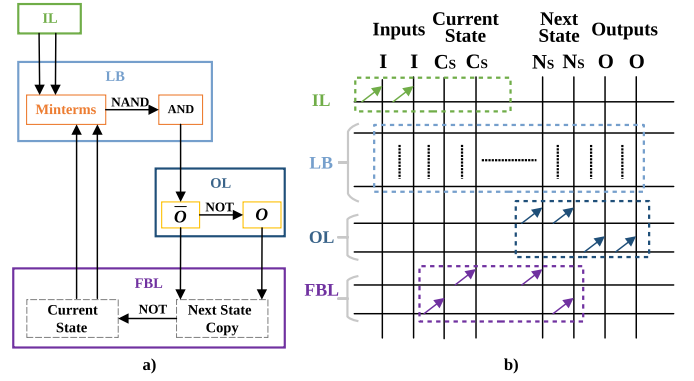 IL
LB
Minterms
NAND
AND
OL
O̅
NOT
O
FBL
Current
State
NOT
Next State
Copy
a)
Inputs
Current
State
Next
State
Outputs
I I Cs Cs Ns Ns O O
IL
LB
OL
FBL
b)